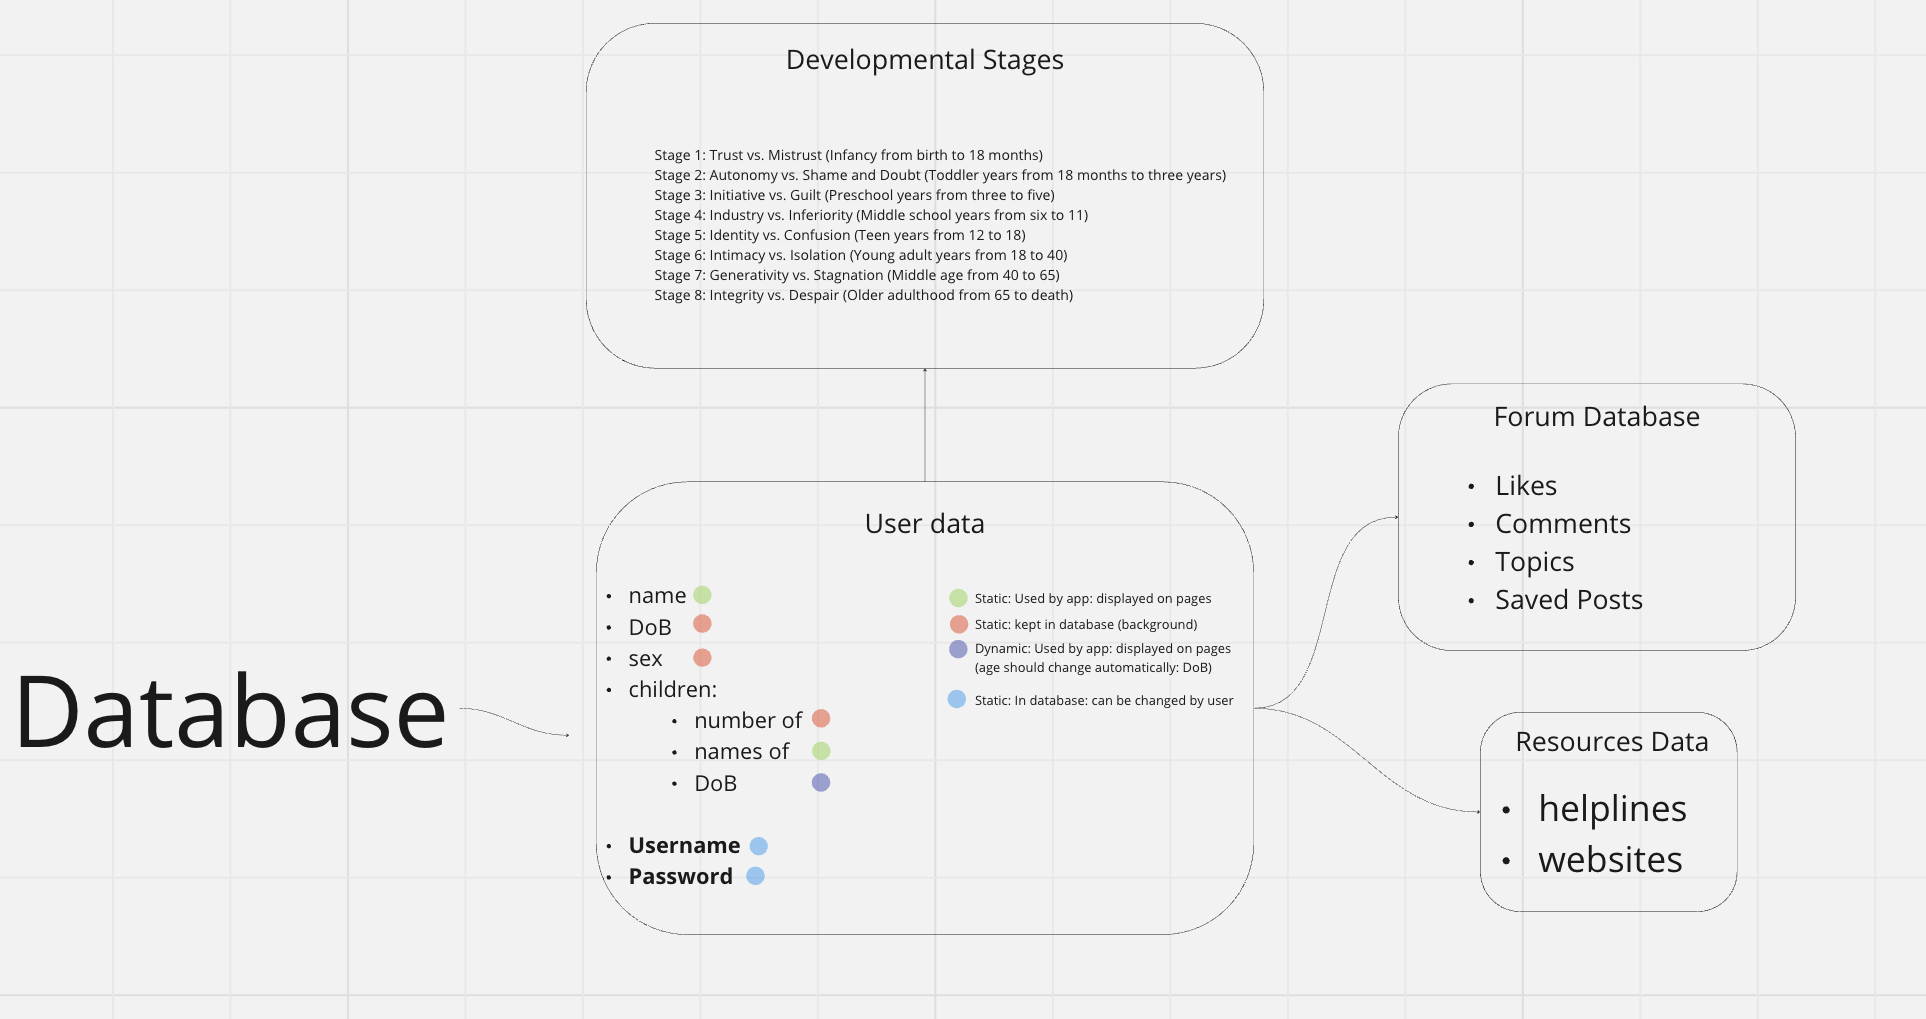 Developmental Stages
Stage 1: Trust vs. Mistrust (Infancy from birth to 18 months)
Stage 2: Autonomy vs. Shame and Doubt (Toddler years from 18 months to three years)
Stage 3: Initiative vs. Guilt (Preschool years from three to five)
Stage 4: Industry vs. Inferiority (Middle school years from six to 11)
Stage 5: Identity vs. Confusion (Teen years from 12 to 18)
Stage 6: Intimacy vs. Isolation (Young adult years from 18 to 40)
Stage 7: Generativity vs. Stagnation (Middle age from 40 to 65)
Stage 8: Integrity vs. Despair (Older adulthood from 65 to death)
Database
User data
• name
• DoB
• sex
• children:
• number of
• names of
• DoB
• Username
• Password
Static: Used by app: displayed on pages
Static: kept in database (background)
Dynamic: Used by app: displayed on pages
(age should change automatically: DoB)
Static: In database: can be changed by user
Forum Database
• Likes
• Comments
• Topics
• Saved Posts
Resources Data
• helplines
• websites